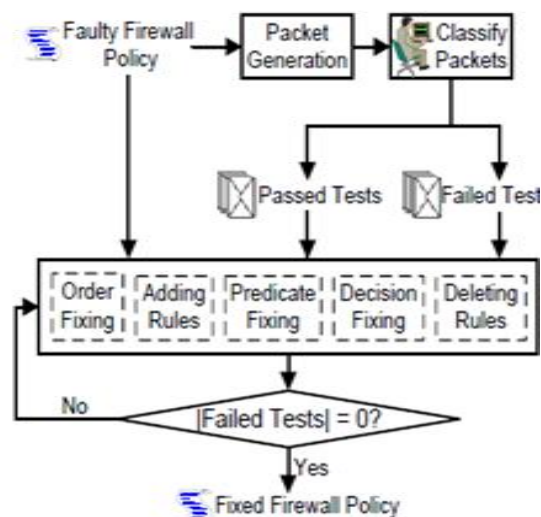 Faulty Firewall
Policy
Packet
Generation
Classify
Packets
Passed Tests
Failed Test
Order
Fixing
Adding
Rules
Predicate
Fixing
Decision
Fixing
Deleting
Rules
No
|Failed Tests| = 0?
Yes
Fixed Firewall Policy